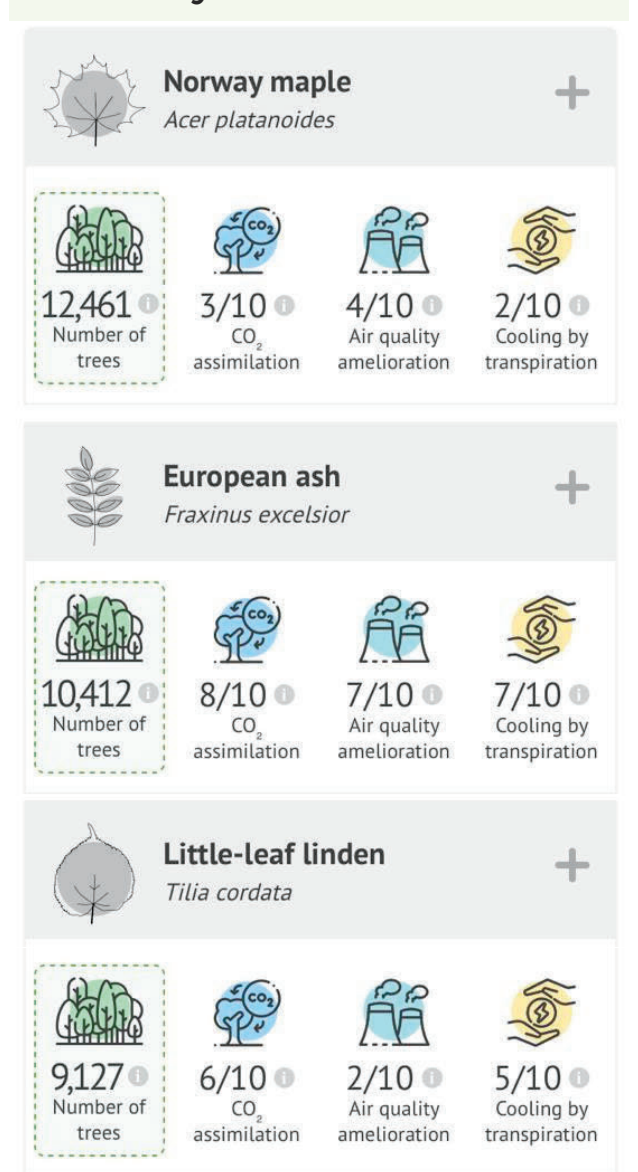 Norway maple
Acer platanoides
CO₂
12,461 3/10 4/10 2/10
Number of trees
CO₂ assimilation
Air quality amelioration
Cooling by transpiration
European ash
Fraxinus excelsior
CO₂
10,412 8/10 7/10 7/10
Number of trees
CO₂ assimilation
Air quality amelioration
Cooling by transpiration
Little-leaf linden
Tilia cordata
CO₂
9,127 6/10 2/10 5/10
Number of trees
CO₂ assimilation
Air quality amelioration
Cooling by transpiration